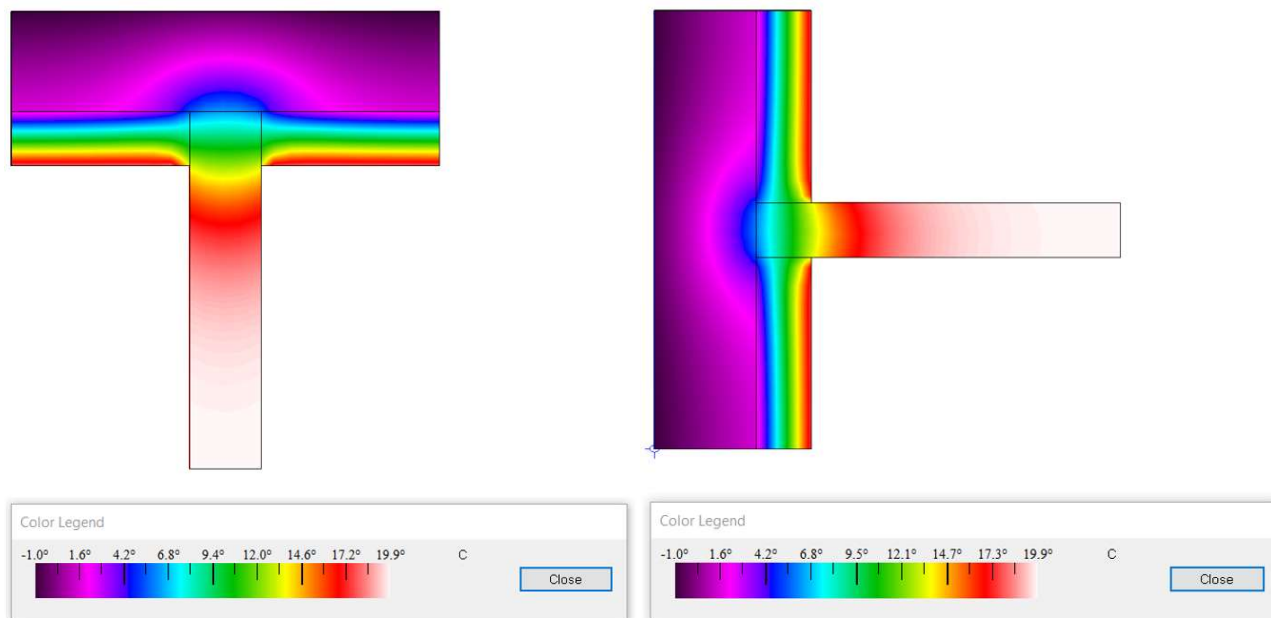 Color Legend
-1.0° 1.6° 4.2° 6.8° 9.4° 12.0° 14.6° 17.2° 19.9° C
Close
Color Legend
-1.0° 1.6° 4.2° 6.8° 9.5° 12.1° 14.7° 17.3° 19.9° C
Close